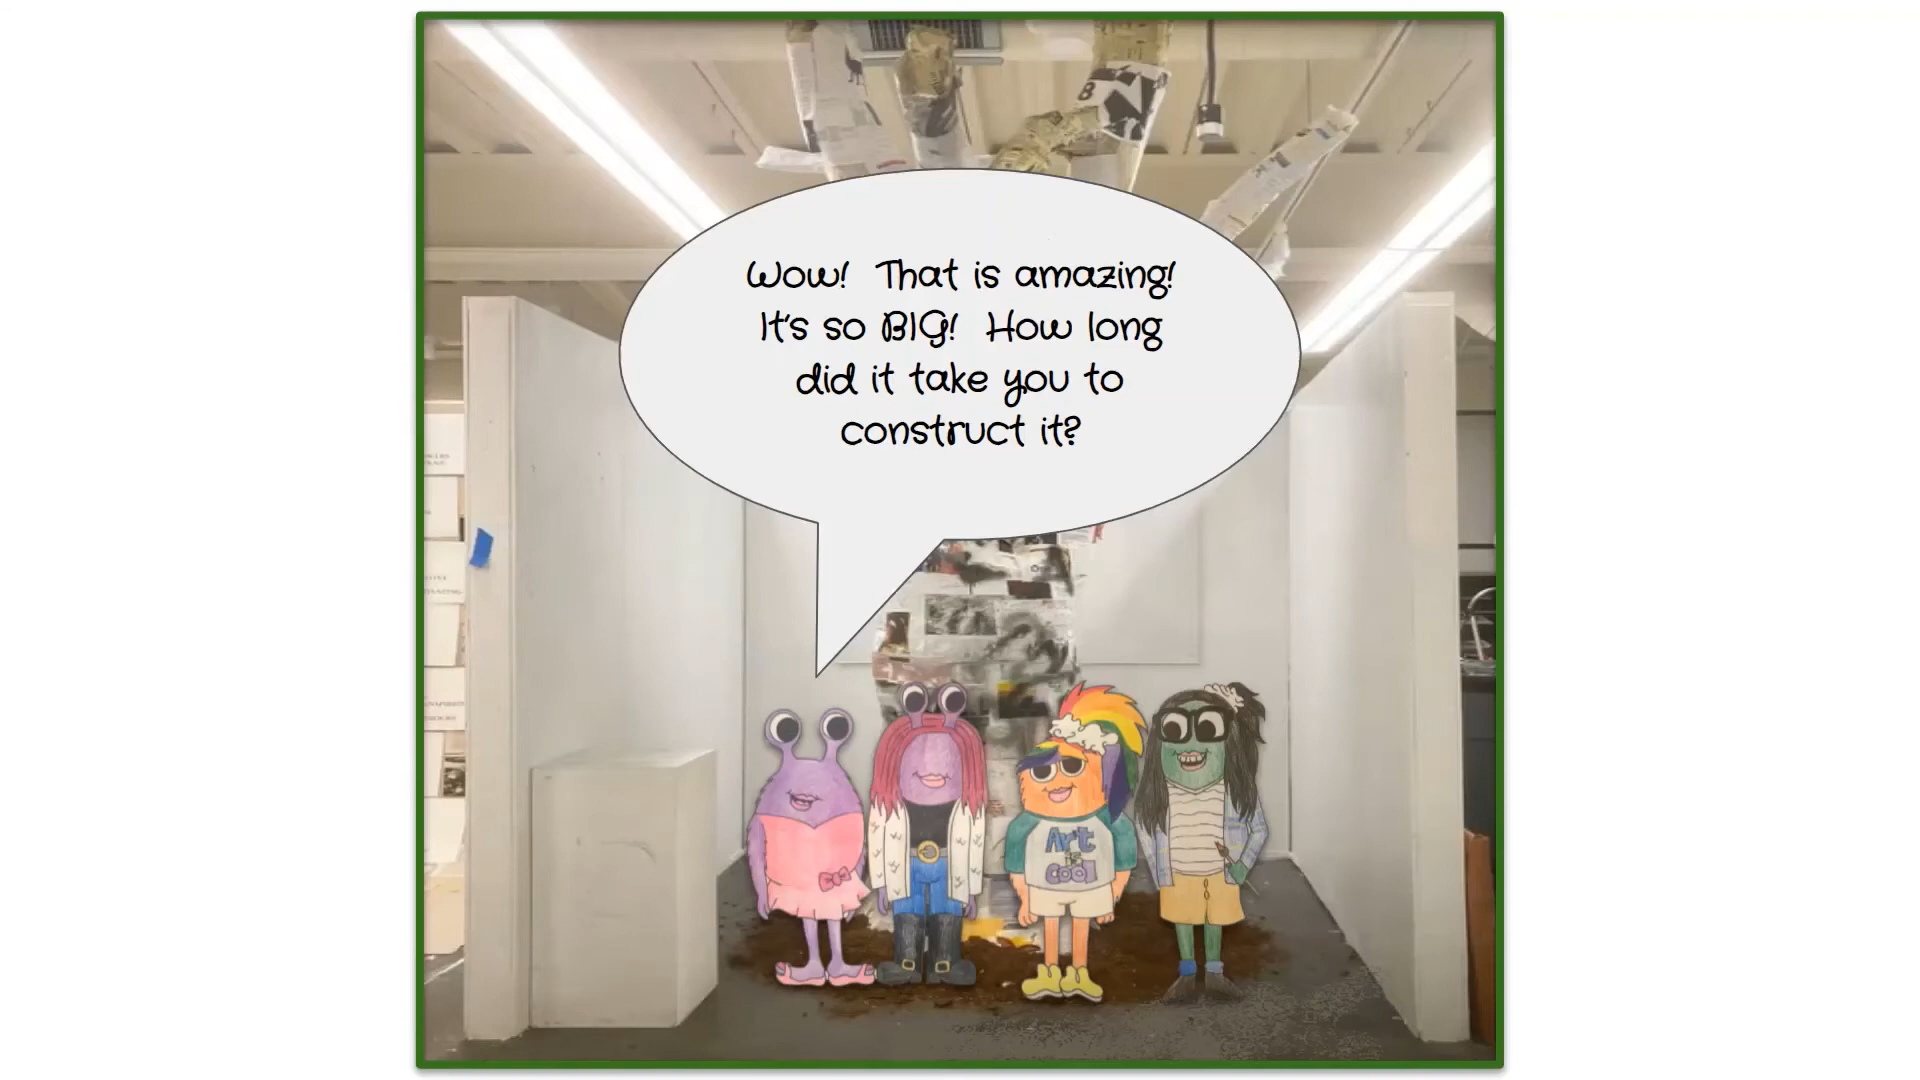 B
Wow! That is amazing!
It's so BIG! How long
did it take you to
construct it?
Art
is
Cool